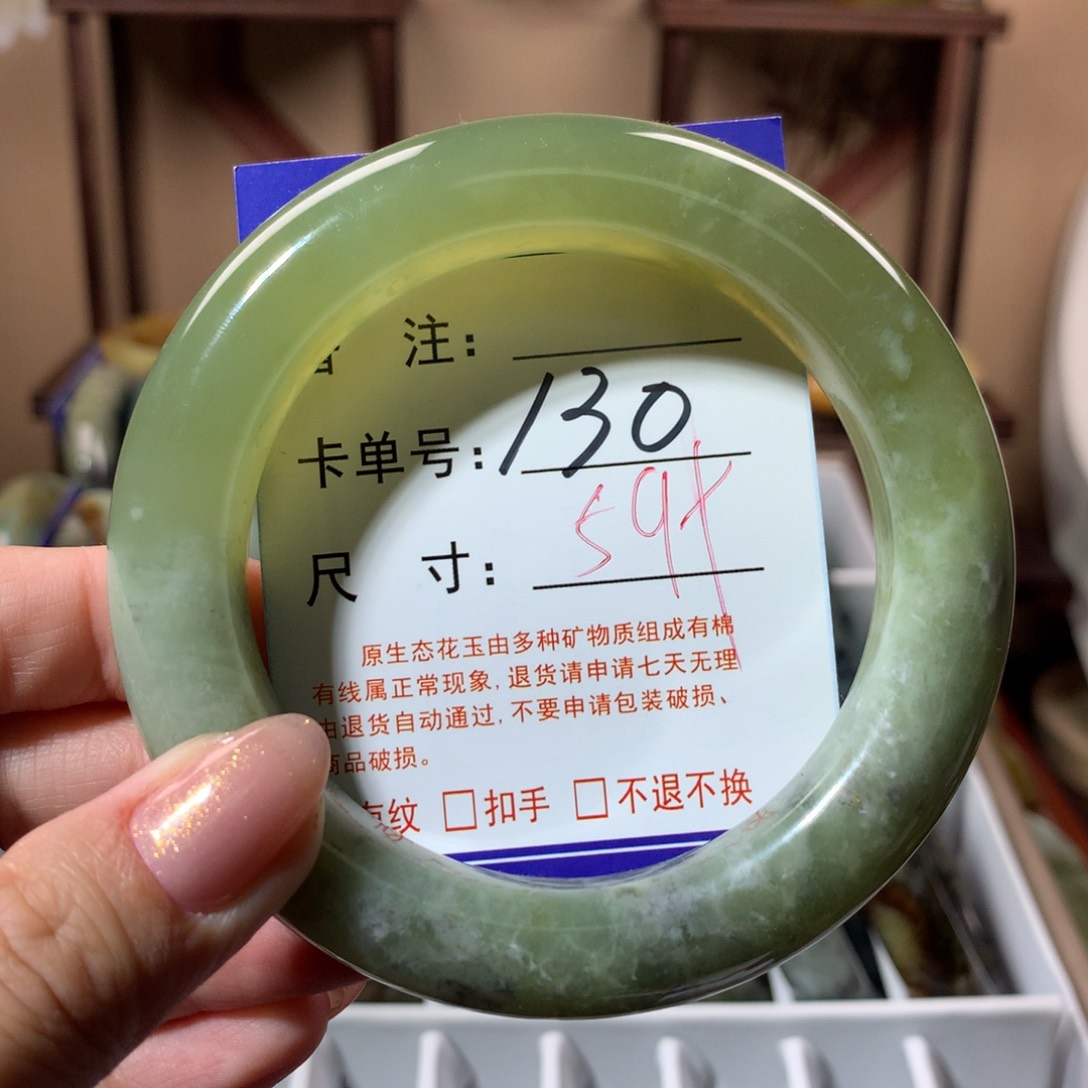 注：
卡单号：130
尺 寸：59
原生态花玉由多种矿物质组成有棉
有线属正常现象,退货请申请七天无理
由退货自动通过,不要申请包装破损、
商品破损。
有纹 □扣手 □不退不换